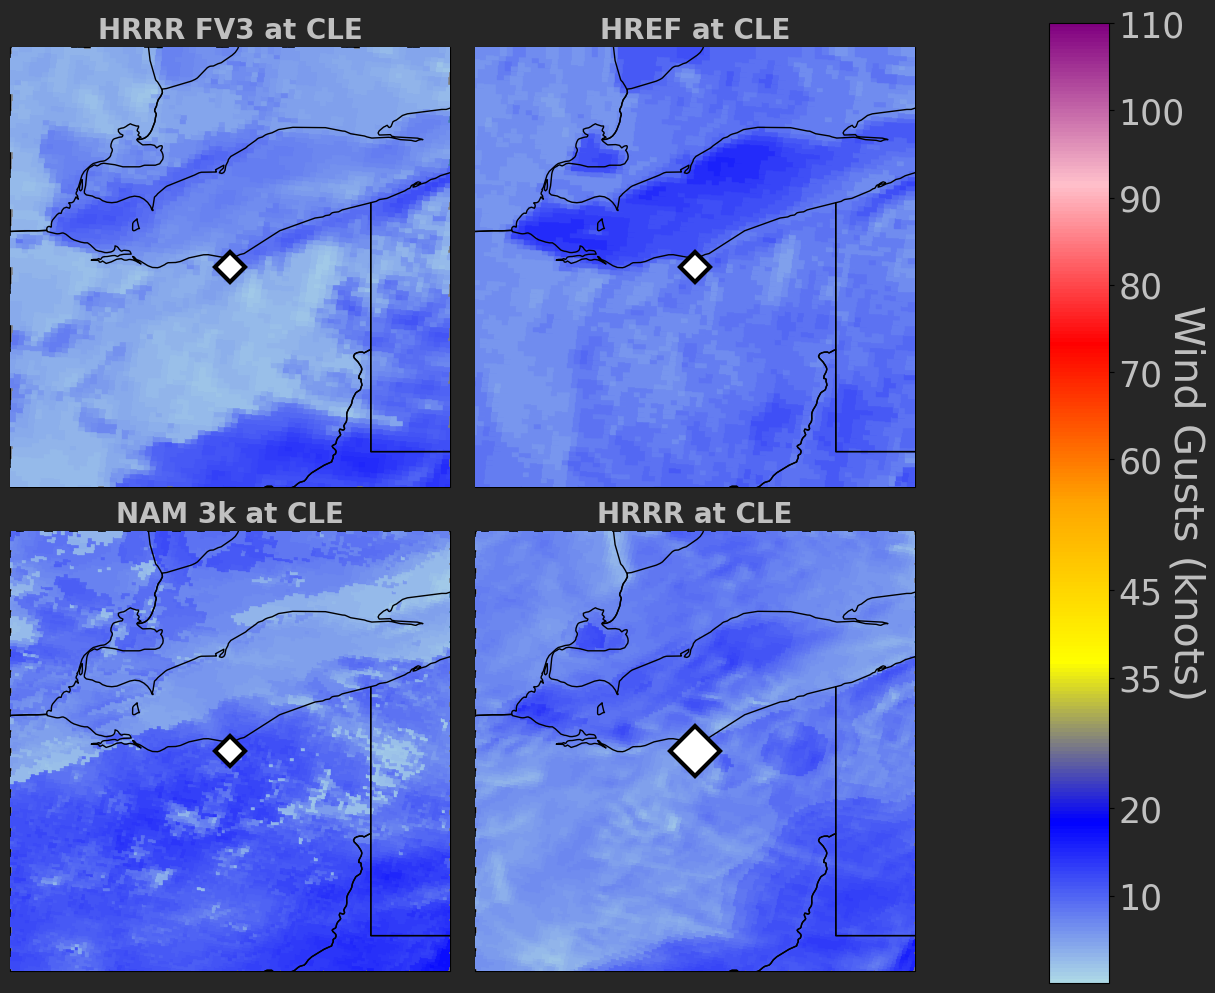 HRRR FV3 at CLE
HREF at CLE
NAM 3k at CLE
HRRR at CLE
110
100
90
80
70
60
45
35
20
10
Wind Gusts (knots)